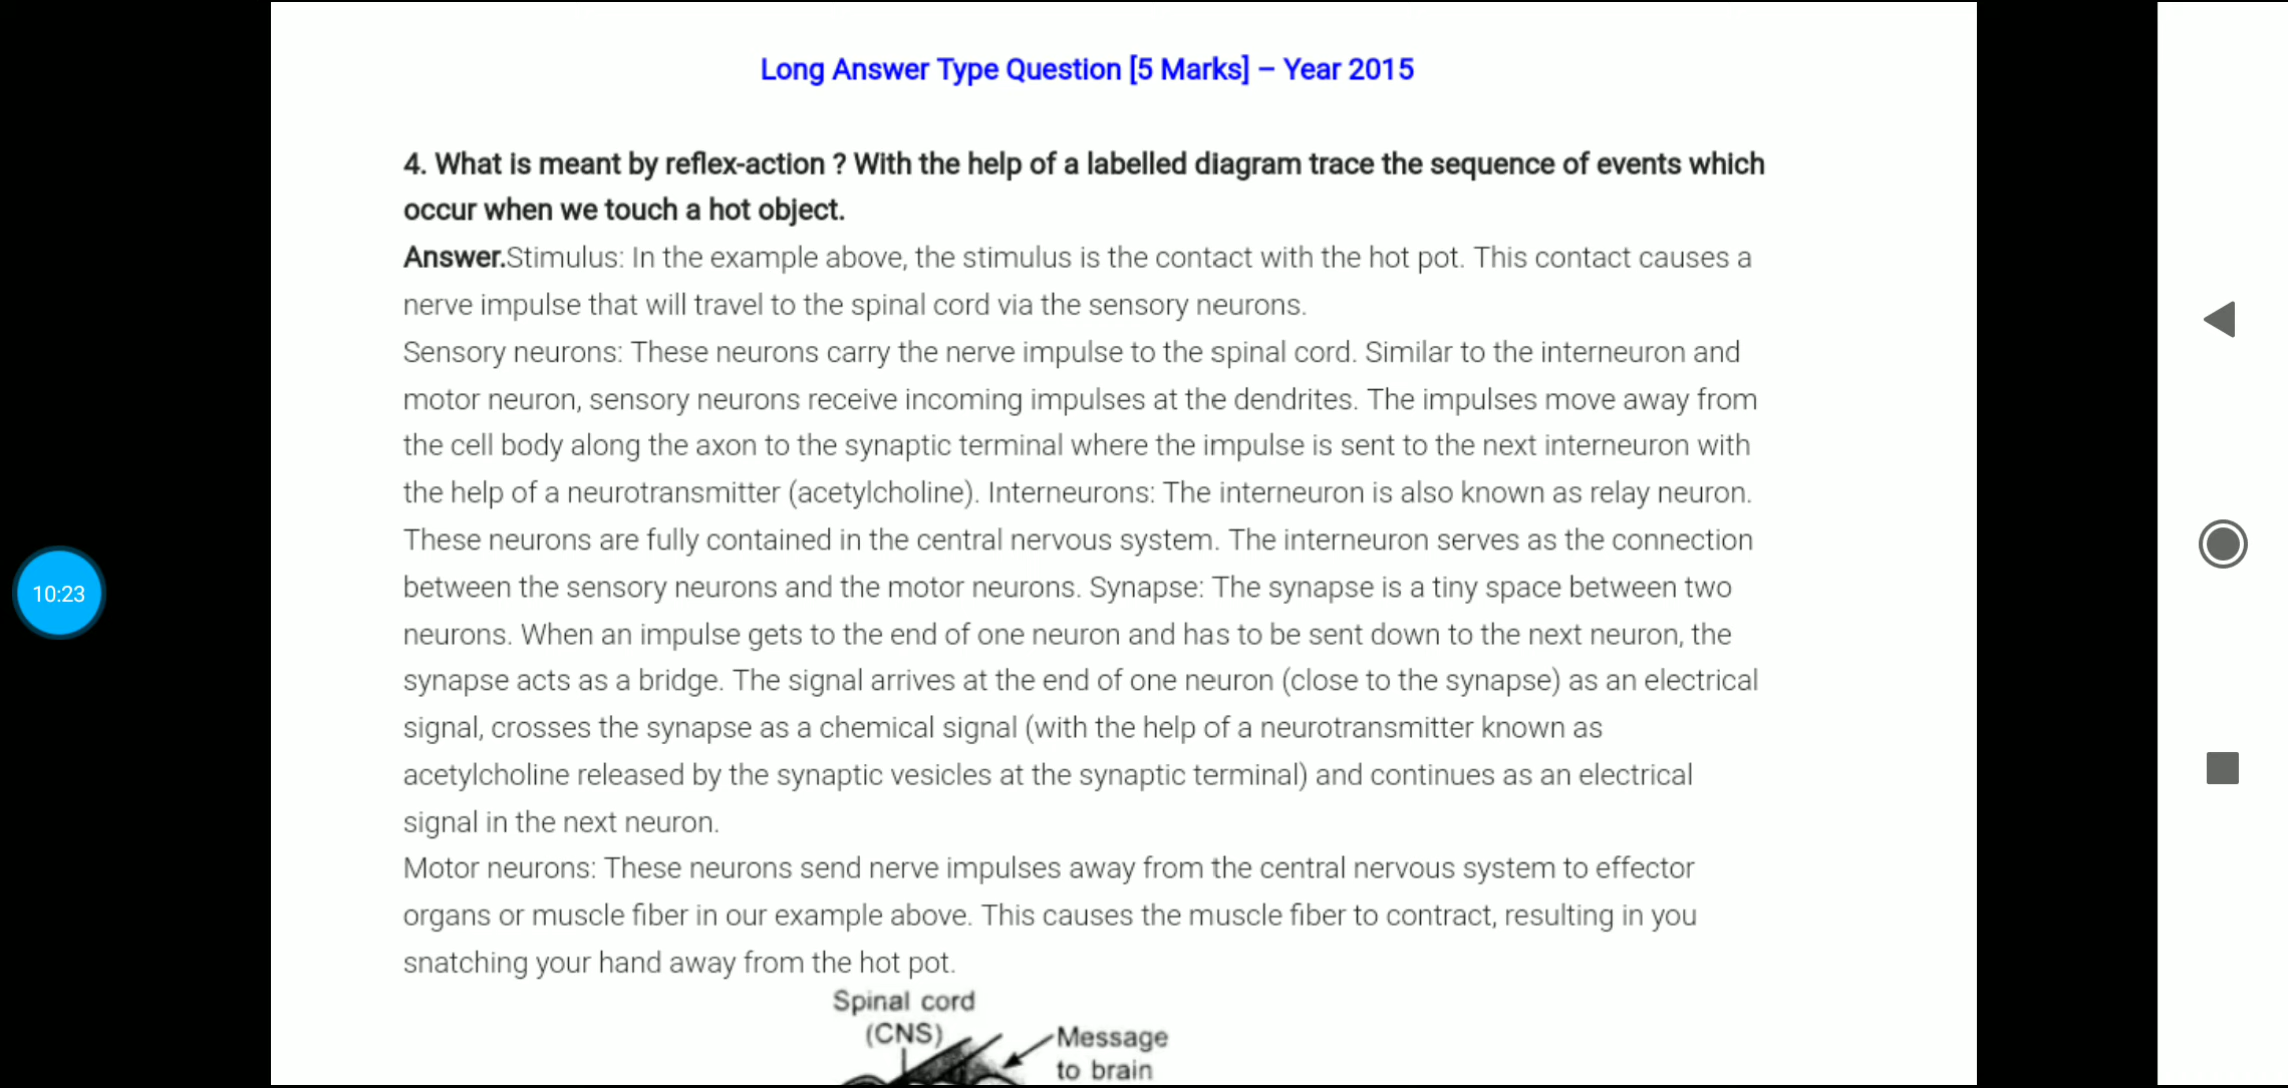 Long Answer Type Question [5 Marks] – Year 2015
4. What is meant by reflex-action ? With the help of a labelled diagram trace the sequence of events which
occur when we touch a hot object.
Answer.Stimulus: In the example above, the stimulus is the contact with the hot pot. This contact causes a
nerve impulse that will travel to the spinal cord via the sensory neurons.
Sensory neurons: These neurons carry the nerve impulse to the spinal cord. Similar to the interneuron and
motor neuron, sensory neurons receive incoming impulses at the dendrites. The impulses move away from
the cell body along the axon to the synaptic terminal where the impulse is sent to the next interneuron with
the help of a neurotransmitter (acetylcholine). Interneurons: The interneuron is also known as relay neuron.
These neurons are fully contained in the central nervous system. The interneuron serves as the connection
10:23
between the sensory neurons and the motor neurons. Synapse: The synapse is a tiny space between two
neurons. When an impulse gets to the end of one neuron and has to be sent down to the next neuron, the
synapse acts as a bridge. The signal arrives at the end of one neuron (close to the synapse) as an electrical
signal, crosses the synapse as a chemical signal (with the help of a neurotransmitter known as
acetylcholine released by the synaptic vesicles at the synaptic terminal) and continues as an electrical
signal in the next neuron.
Motor neurons: These neurons send nerve impulses away from the central nervous system to effector
organs or muscle fiber in our example above. This causes the muscle fiber to contract, resulting in you
snatching your hand away from the hot pot.
Spinal cord
(CNS)
Message
to brain